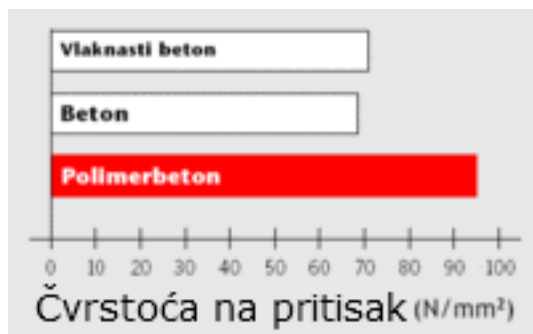 Vlaknasti beton
Beton
Polimerbeton
0 10 20 30 40 50 60 70 80 90 100
Čvrstoća na pritisak (N/mm²)